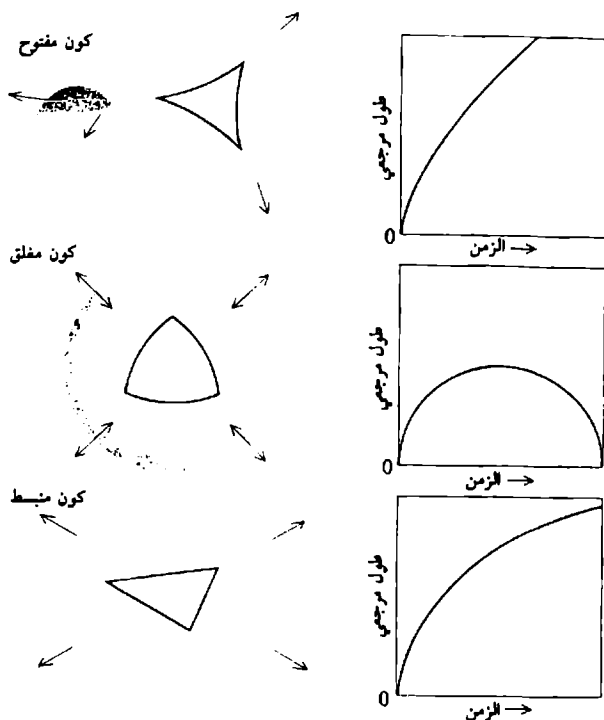 كون مفتوح
طول مرجعي
0
الزمن →
كون مغلق
طول مرجعي
0
الزمن →
كون منبسط
طول مرجعي
0
الزمن →